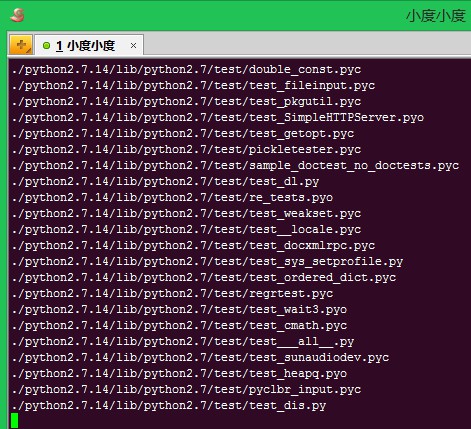 小度小度
1 小度小度 ×
./python2.7.14/lib/python2.7/test/double_const.pyc
./python2.7.14/lib/python2.7/test/test_fileinput.pyc
./python2.7.14/lib/python2.7/test/test_pkgutil.pyc
./python2.7.14/lib/python2.7/test/test_SimpleHTTPServer.pyo
./python2.7.14/lib/python2.7/test/test_getopt.pyc
./python2.7.14/lib/python2.7/test/pickletester.pyc
./python2.7.14/lib/python2.7/test/sample_doctest_no_doctests.pyc
./python2.7.14/lib/python2.7/test/test_dl.py
./python2.7.14/lib/python2.7/test/re_tests.pyo
./python2.7.14/lib/python2.7/test/test_weakset.pyc
./python2.7.14/lib/python2.7/test/test__locale.pyc
./python2.7.14/lib/python2.7/test/test_docxmlrpc.pyc
./python2.7.14/lib/python2.7/test/test_sys_setprofile.py
./python2.7.14/lib/python2.7/test/test_ordered_dict.pyc
./python2.7.14/lib/python2.7/test/regrtest.pyc
./python2.7.14/lib/python2.7/test/test_wait3.pyo
./python2.7.14/lib/python2.7/test/test_cmath.pyc
./python2.7.14/lib/python2.7/test/test___all__.py
./python2.7.14/lib/python2.7/test/test_sunaudiodev.pyc
./python2.7.14/lib/python2.7/test/test_heapq.pyo
./python2.7.14/lib/python2.7/test/pyclbr_input.pyc
./python2.7.14/lib/python2.7/test/test_dis.py